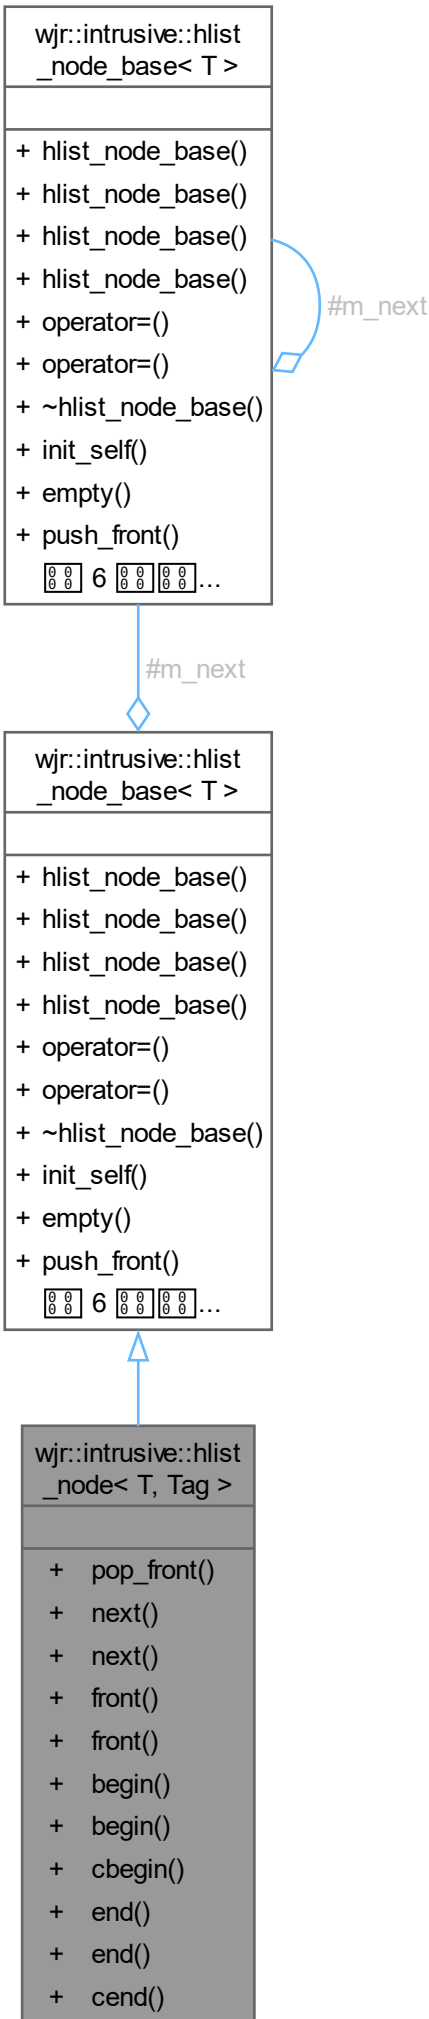 wjr::intrusive::hlist
_node_base< T >
+ hlist_node_base()
+ hlist_node_base()
+ hlist_node_base()
+ hlist_node_base()
+ operator=()
+ operator=()
+ ~hlist_node_base()
+ init_self()
+ empty()
+ push_front()
6 ...
#m_next
#m_next
wjr::intrusive::hlist
_node_base< T >
+ hlist_node_base()
+ hlist_node_base()
+ hlist_node_base()
+ hlist_node_base()
+ operator=()
+ operator=()
+ ~hlist_node_base()
+ init_self()
+ empty()
+ push_front()
6 ...
wjr::intrusive::hlist
_node< T, Tag >
+ pop_front()
+ next()
+ next()
+ front()
+ front()
+ begin()
+ begin()
+ cbegin()
+ end()
+ end()
+ cend()